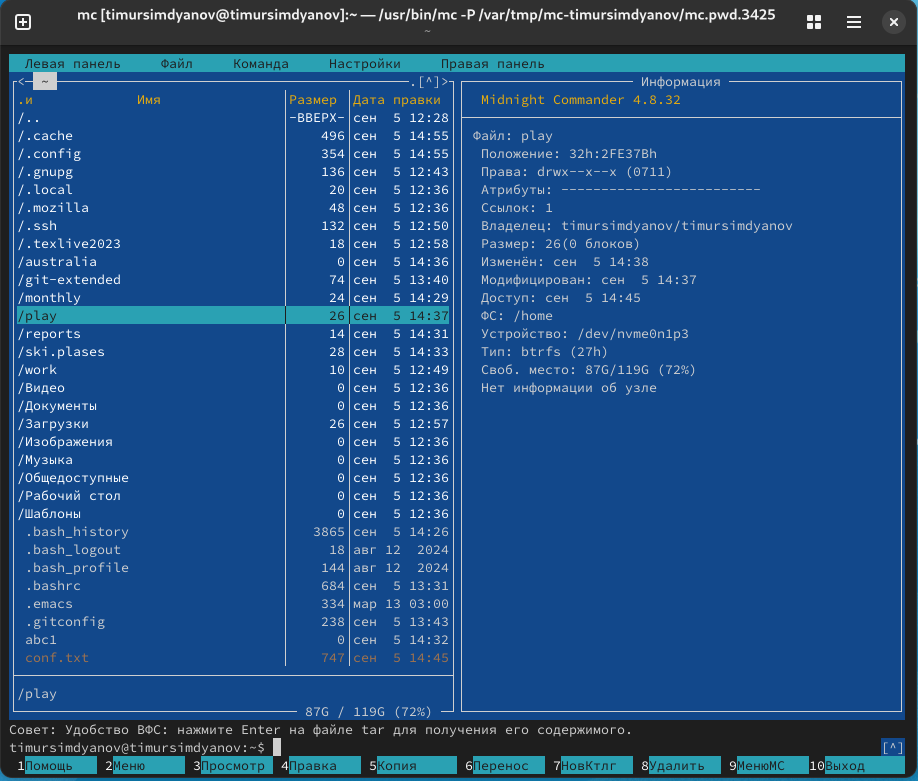 mc [timursimdyanov@timursimdyanov]:~ — /usr/bin/mc -P /var/tmp/mc-timursimdyanov/mc.pwd.3425
~
Левая панель Файл Команда Настройки Правая панель
<─ ~ .[^]> Информация
.и Имя Размер Дата правки Midnight Commander 4.8.32
/.. -ВВЕРХ- сен 5 12:28
/.cache 496 сен 5 14:55 Файл: play
/.config 354 сен 5 14:55 Положение: 32h:2FE37Bh
/.gnupg 136 сен 5 12:43 Права: drwx--x--x (0711)
/.local 20 сен 5 12:36 Атрибуты: -------------------------
/.mozilla 48 сен 5 12:36 Ссылок: 1
/.ssh 132 сен 5 12:50 Владелец: timursimdyanov/timursimdyanov
/.texlive2023 18 сен 5 12:58 Размер: 26(0 блоков)
/australia 0 сен 5 14:36 Изменён: сен 5 14:38
/git-extended 74 сен 5 13:40 Модифицирован: сен 5 14:37
/monthly 24 сен 5 14:29 Доступ: сен 5 14:45
/play 26 сен 5 14:37 ФС: /home
/reports 14 сен 5 14:31 Устройство: /dev/nvme0n1p3
/ski.plases 28 сен 5 14:33 Тип: btrfs (27h)
/work 10 сен 5 12:49 Своб. место: 87G/119G (72%)
/Видео 0 сен 5 12:36 Нет информации об узле
/Документы 0 сен 5 12:36
/Загрузки 26 сен 5 12:57
/Изображения 0 сен 5 12:36
/Музыка 0 сен 5 12:36
/Общедоступные 0 сен 5 12:36
/Рабочий стол 0 сен 5 12:36
/Шаблоны 0 сен 5 12:36
.bash_history 3865 сен 5 14:26
.bash_logout 18 авг 12 2024
.bash_profile 144 авг 12 2024
.bashrc 684 сен 5 13:31
.emacs 334 мар 13 03:00
.gitconfig 238 сен 5 13:43
abc1 0 сен 5 14:32
conf.txt 747 сен 5 14:45
/play
87G / 119G (72%)
Совет: Удобство ВФС: нажмите Enter на файле tar для получения его содержимого.
timursimdyanov@timursimdyanov:~$ [^]
1Помощь 2Меню 3Просмотр 4Правка 5Копия 6Перенос 7НовКтлг 8Удалить 9МенюМС 10Выход